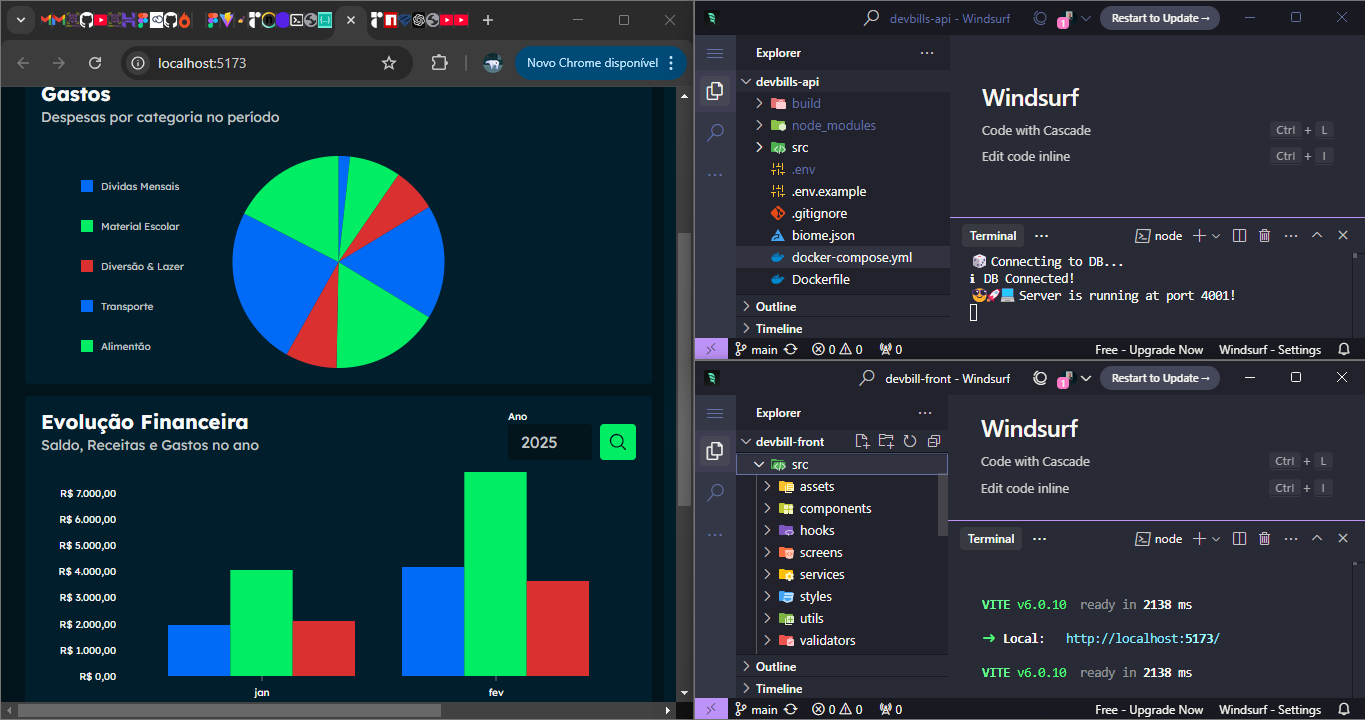 localhost:5173
Novo Chrome disponível
Gastos
Despesas por categoria no período
Dividas Mensais
Material Escolar
Diversão & Lazer
Transporte
Alimentão
Evolução Financeira
Saldo, Receitas e Gastos no ano
Ano
2025
R$ 7.000,00
R$ 6.000,00
R$ 5.000,00
R$ 4.000,00
R$ 3.000,00
R$ 2.000,00
R$ 1.000,00
R$ 0,00
jan
fev
devbills-api - Windsurf
1
Restart to Update→
Explorer
devbills-api
build
node_modules
src
.env
.env.example
.gitignore
biome.json
docker-compose.yml
Dockerfile
Outline
Timeline
Windsurf
Code with Cascade Ctrl + L
Edit code inline Ctrl + I
Terminal
node
Connecting to DB...
i DB Connected!
Server is running at port 4001!
main 0 0 0
Free - Upgrade Now Windsurf - Settings
devbill-front - Windsurf
1
Restart to Update→
Explorer
devbill-front
src
assets
components
hooks
screens
services
styles
utils
validators
Outline
Timeline
Windsurf
Code with Cascade Ctrl + L
Edit code inline Ctrl + I
Terminal
node
VITE v6.0.10 ready in 2138 ms
➜ Local: http://localhost:5173/
VITE v6.0.10 ready in 2138 ms
main 0 0 0
Free - Upgrade Now Windsurf - Settings